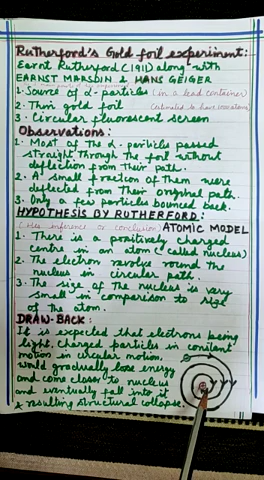 Rutherford's Gold foil experiment:
Earnt Rutherford (1911) along with
EARNST MARSDIN & HANS GEIGER
1. Source of α-particles (in a lead container)
2. Thin gold foil (estimated to have 1000 atoms)
3. Circular fluorescent screen
Observations:
1. Most of the α-particles passed
straight through the foil without
deflection from their path.
2. A small fraction of them were
deflected from their original path.
3. Only a few particles bounced back.
HYPOTHESIS BY RUTHERFORD:
(uses inference or conclusion) ATOMIC MODEL
1. There is a positively charged
centre in an atom (called nucleus)
2. The electron revolve round the
nucleus in circular path.
3. The size of the nucleus is very
small in comparison to size
of the atom.
DRAW-BACK:
It is expected that electrons being
light, charged particles in constant
motion in circular motion.
would gradually lose energy
and come closer to nucleus
and eventually fall into it
& resulting structural collapse.